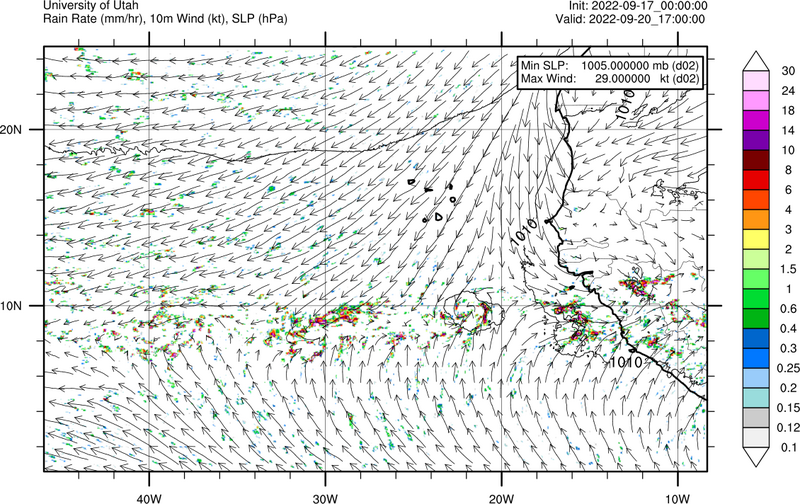 University of Utah
Init: 2022-09-17_00:00:00
Rain Rate (mm/hr), 10m Wind (kt), SLP (hPa)
Valid: 2022-09-20_17:00:00
Min SLP: 1005.000000 mb (d02)
Max Wind: 29.000000 kt (d02)
1010
1010
1010
20N
10N
40W
30W
20W
10W
30
24
18
14
10
8
6
4
3
2
1.5
1
0.6
0.4
0.3
0.25
0.2
0.15
0.12
0.1